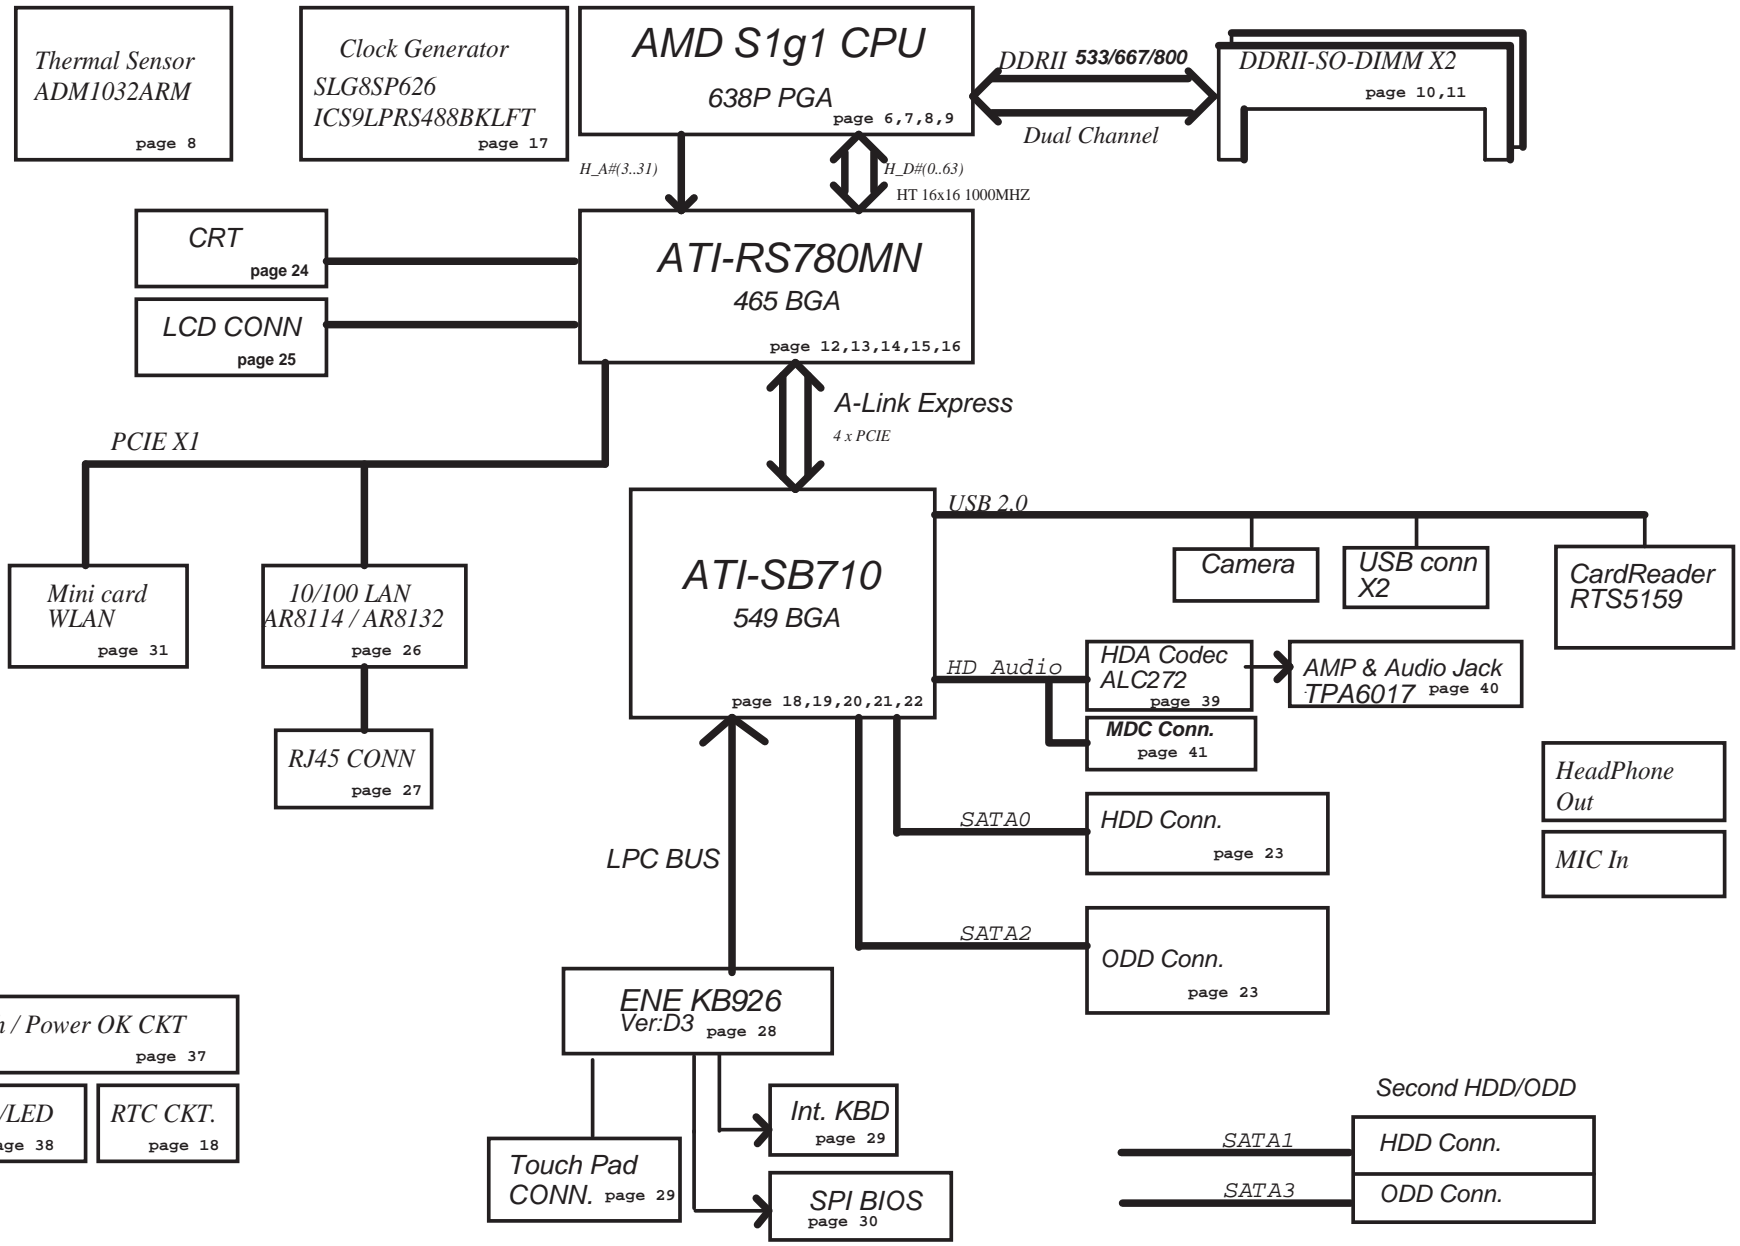 Thermal Sensor
ADM1032ARM
page 8
Clock Generator
SLG8SP626
ICS9LPRS488BKLFT
page 17
AMD S1g1 CPU
638P PGA
page 6,7,8,9
DDRII 533/667/800
Dual Channel
DDRII-SO-DIMM X2
page 10,11
H_A#(3..31)
H_D#(0..63)
HT 16x16 1000MHZ
CRT
page 24
LCD CONN
page 25
ATI-RS780MN
465 BGA
page 12,13,14,15,16
A-Link Express
4 x PCIE
PCIE X1
Mini card
WLAN
page 31
10/100 LAN
AR8114 / AR8132
page 26
RJ45 CONN
page 27
ATI-SB710
549 BGA
page 18,19,20,21,22
USB 2.0
Camera
USB conn
X2
CardReader
RTS5159
HD Audio
HDA Codec
ALC272
page 39
AMP & Audio Jack
TPA6017 page 40
MDC Conn.
page 41
HeadPhone
Out
MIC In
SATA0
HDD Conn.
page 23
LPC BUS
SATA2
ODD Conn.
page 23
ENE KB926
Ver:D3 page 28
/ Power OK CKT
page 37
/LED
38
RTC CKT.
page 18
Int. KBD
page 29
Touch Pad
CONN. page 29
SPI BIOS
page 30
Second HDD/ODD
SATA1
HDD Conn.
SATA3
ODD Conn.